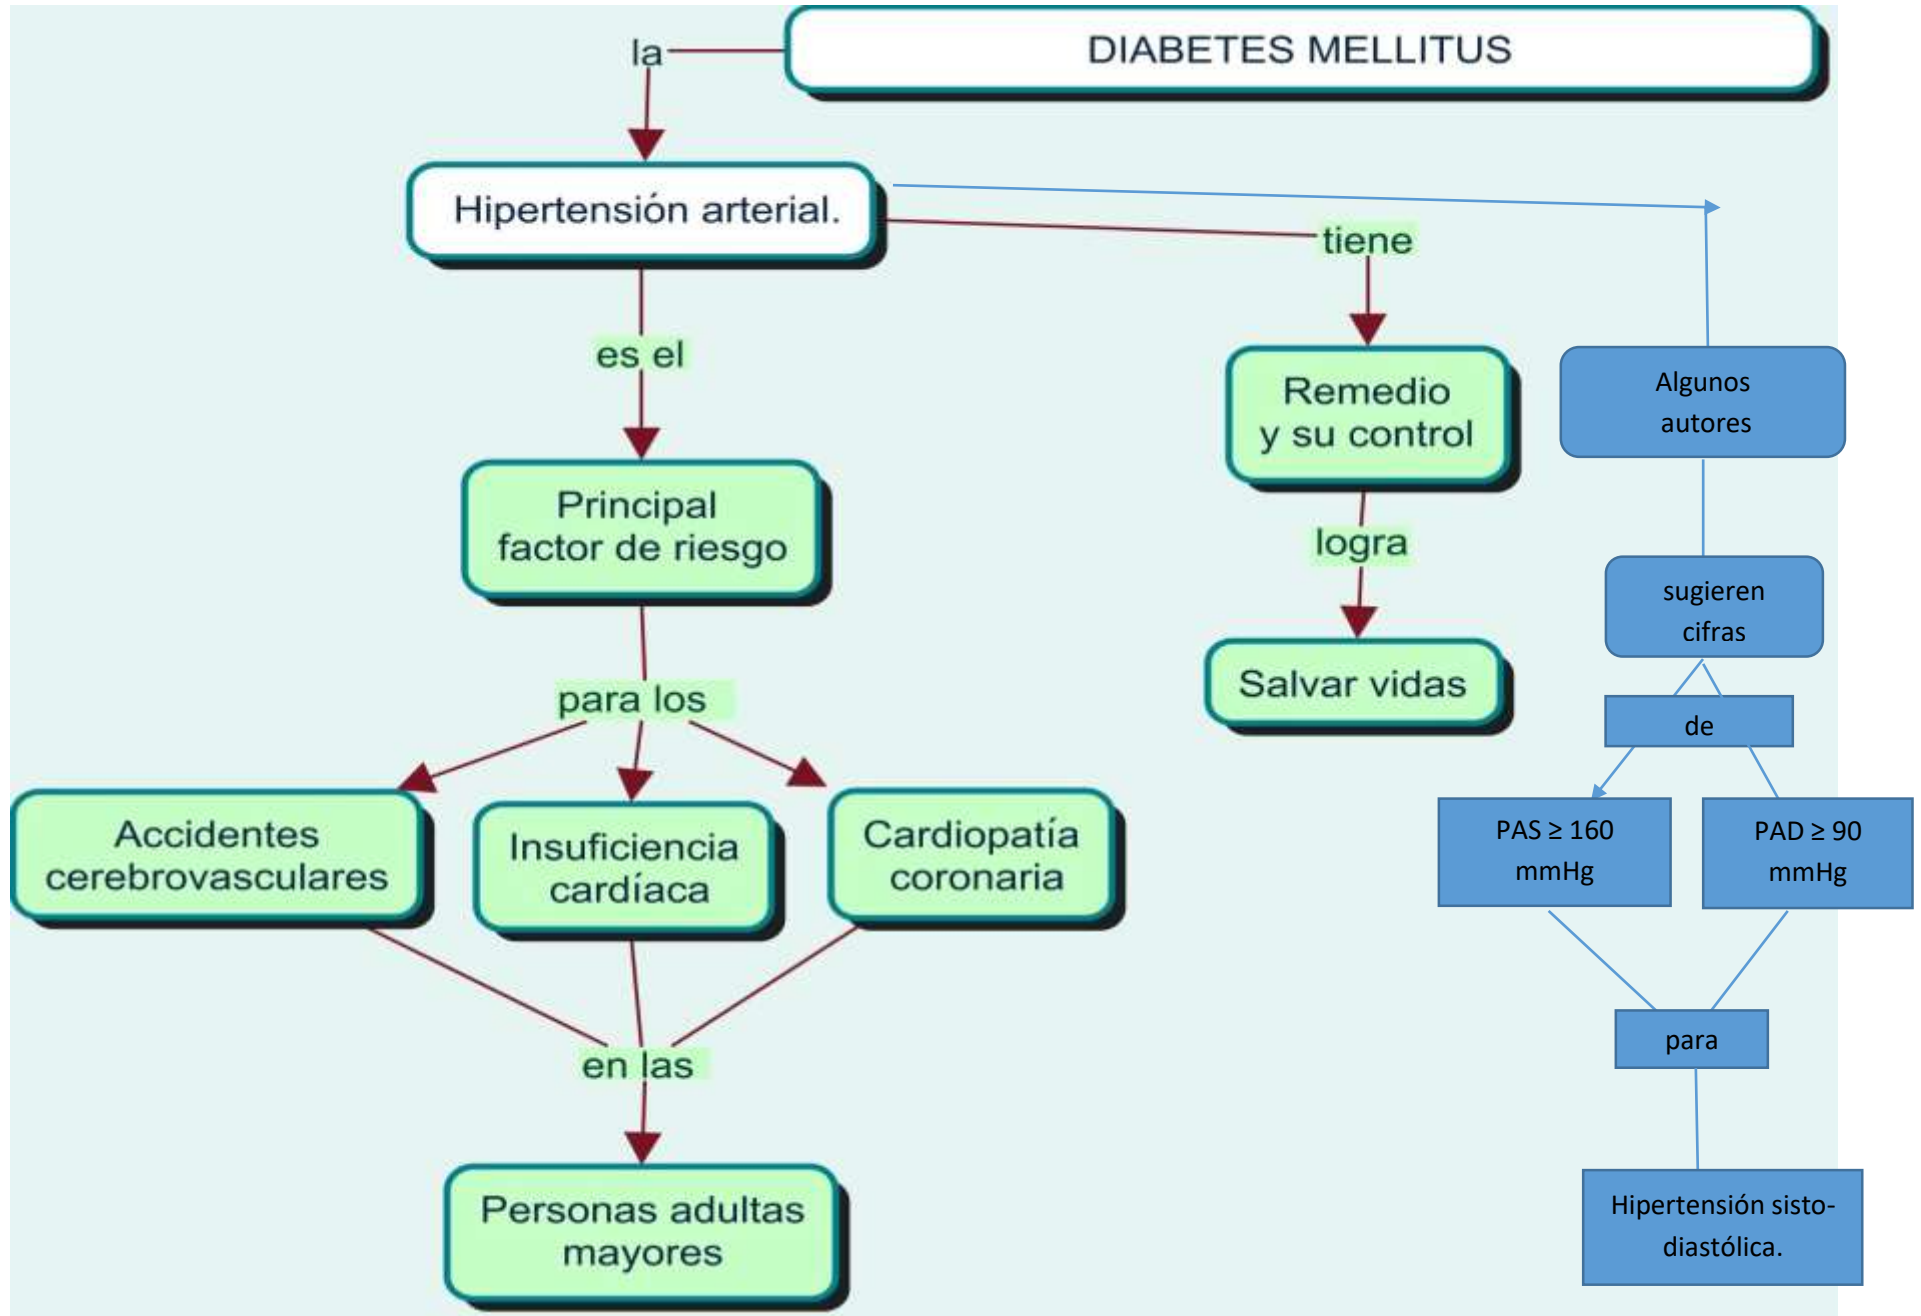 DIABETES MELLITUS
la
Hipertensión arterial.
tiene
es el
Remedio
y su control
Algunos
autores
Principal
factor de riesgo
logra
sugieren
cifras
Salvar vidas
para los
de
Accidentes
cerebrovasculares
Insuficiencia
cardíaca
Cardiopatía
coronaria
PAS ≥ 160
mmHg
PAD ≥ 90
mmHg
para
en las
Personas adultas
mayores
Hipertensión sisto-
diastólica.